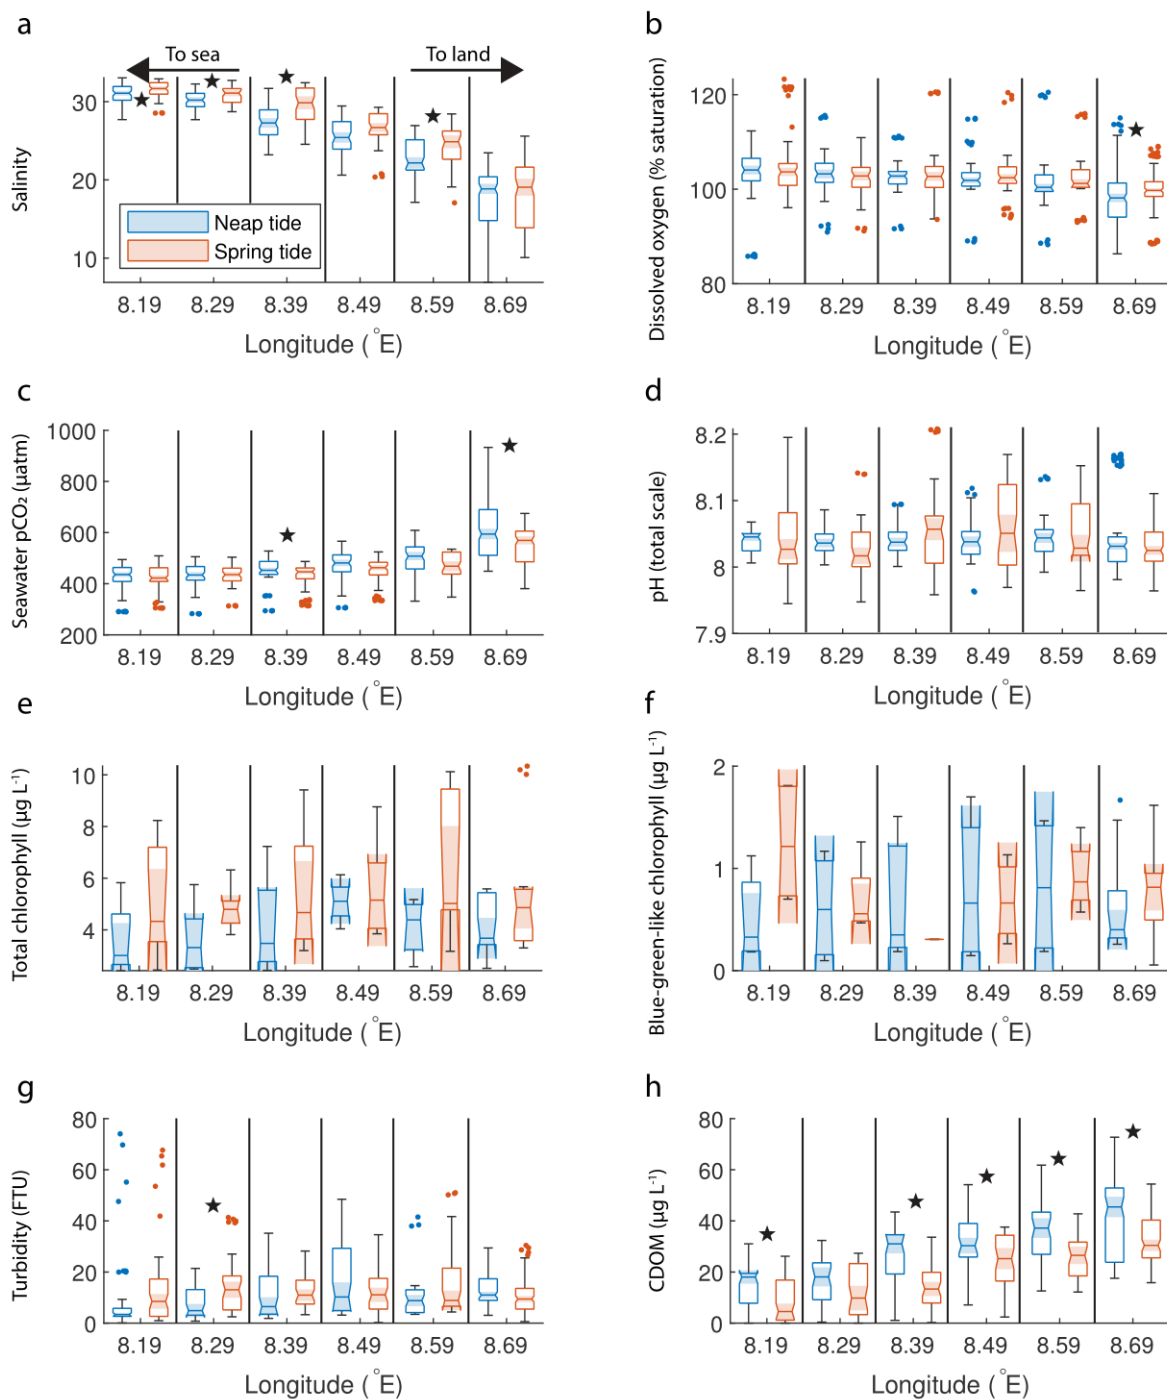 a
To sea
To land
Salinity
30
20
10
Neap tide
Spring tide
8.19 8.29 8.39 8.49 8.59 8.69
Longitude (°E)
b
Dissolved oxygen (% saturation)
120
100
80
8.19 8.29 8.39 8.49 8.59 8.69
Longitude (°E)
c
Seawater pCO₂ (µatm)
1000
800
600
400
200
8.19 8.29 8.39 8.49 8.59 8.69
Longitude (°E)
d
pH (total scale)
8.2
8.1
8
7.9
8.19 8.29 8.39 8.49 8.59 8.69
Longitude (°E)
e
Total chlorophyll (µg L⁻¹)
10
8
6
4
8.19 8.29 8.39 8.49 8.59 8.69
Longitude (°E)
f
Blue-green-like chlorophyll (µg L⁻¹)
2
1
0
8.19 8.29 8.39 8.49 8.59 8.69
Longitude (°E)
g
Turbidity (FTU)
80
60
40
20
0
8.19 8.29 8.39 8.49 8.59 8.69
Longitude (°E)
h
CDOM (µg L⁻¹)
80
60
40
20
0
8.19 8.29 8.39 8.49 8.59 8.69
Longitude (°E)